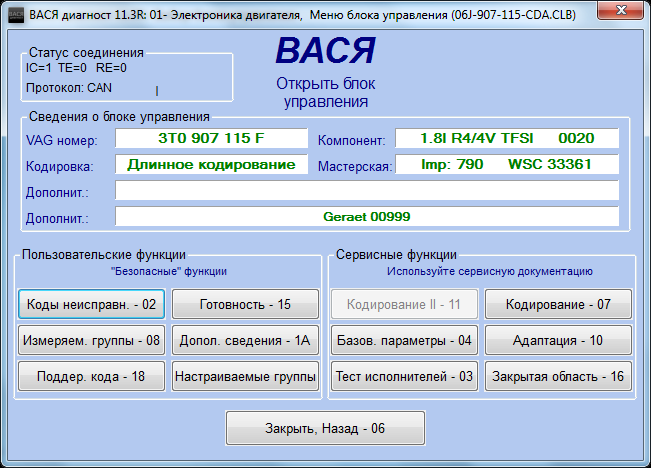 ВАСЯ диагност 11.3R: 01- Электроника двигателя, Меню блока управления (06J-907-115-CDA.CLB)
Статус соединения
IC=1 TE=0 RE=0
Протокол: CAN
ВАСЯ
Открыть блок
управления
Сведения о блоке управления
VAG номер: 3T0 907 115 F Компонент: 1.8l R4/4V TFSI 0020
Кодировка: Длинное кодирование Мастерская: Imp: 790 WSC 33361
Дополнит.:
Дополнит.: Geraet 00999
Пользовательские функции
"Безопасные" функции
Коды неисправн. - 02 Готовность - 15
Измеряем. группы - 08 Допол. сведения - 1A
Поддер. кода - 18 Настраиваемые группы
Сервисные функции
Используйте сервисную документацию
Кодирование II - 11 Кодирование - 07
Базов. параметры - 04 Адаптация - 10
Тест исполнителей - 03 Закрытая область - 16
Закрыть, Назад - 06